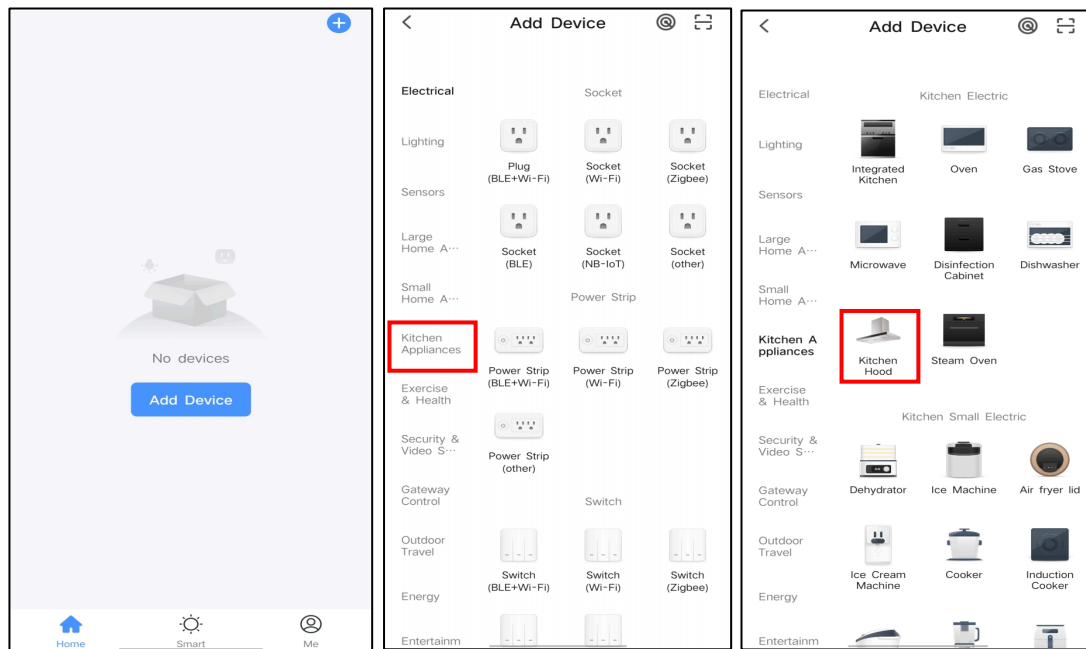 No devices
Add Device
Home
Smart
Me
Add Device
Electrical
Lighting
Sensors
Large
Home A···
Small
Home A···
Kitchen
Appliances
Exercise
& Health
Security &
Video S···
Gateway
Control
Outdoor
Travel
Energy
Entertainm
Socket
Plug
(BLE+Wi-Fi)
Socket
(Wi-Fi)
Socket
(Zigbee)
Socket
(BLE)
Socket
(NB-IoT)
Socket
(other)
Power Strip
Power Strip
(BLE+Wi-Fi)
Power Strip
(Wi-Fi)
Power Strip
(Zigbee)
Power Strip
(other)
Switch
Switch
(BLE+Wi-Fi)
Switch
(Wi-Fi)
Switch
(Zigbee)
Add Device
Electrical
Lighting
Sensors
Large
Home A···
Small
Home A···
Kitchen A
ppliances
Exercise
& Health
Security &
Video S···
Gateway
Control
Outdoor
Travel
Energy
Entertainm
Kitchen Electric
Integrated
Kitchen
Oven
Gas Stove
Microwave
Disinfection
Cabinet
Dishwasher
Kitchen
Hood
Steam Oven
Kitchen Small Electric
Dehydrator
Ice Machine
Air fryer lid
Ice Cream
Machine
Cooker
Induction
Cooker